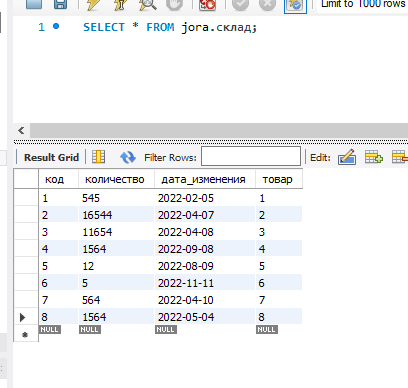 Limit to 1000 rows
1 SELECT * FROM jora.склад;
Result Grid Filter Rows: Edit:
код количество дата_изменения товар
1 545 2022-02-05 1
2 16544 2022-04-07 2
3 11654 2022-04-08 3
4 1564 2022-09-08 4
5 12 2022-08-09 5
6 5 2022-11-11 6
7 564 2022-04-10 7
8 1564 2022-05-04 8
NULL NULL NULL NULL